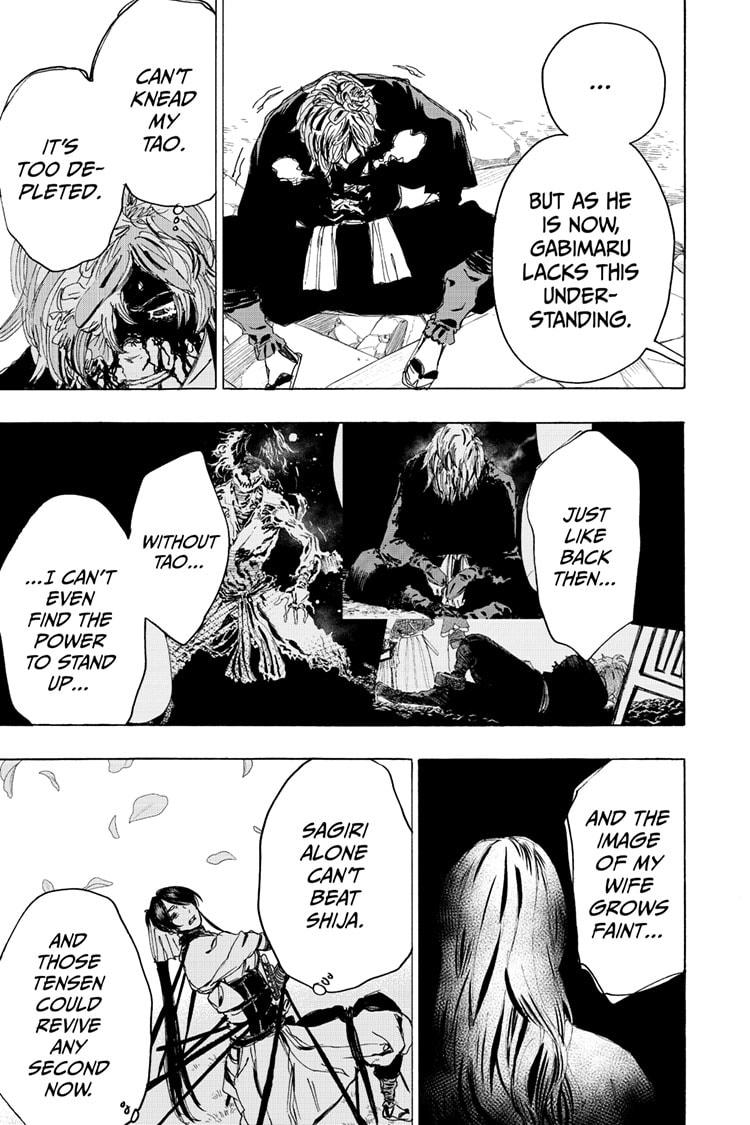 ...
BUT AS HE
IS NOW,
GABIMARU
LACKS THIS
UNDER-
STANDING.
CAN'T
KNEAD
MY
TAO.
IT'S
TOO DE-
PLETED.
JUST
LIKE
BACK
THEN...
WITHOUT
TAO...
...I CAN'T
EVEN
FIND THE
POWER
TO STAND
UP...
AND THE
IMAGE
OF MY
WIFE
GROWS
FAINT...
SAGIRI
ALONE
CAN'T
BEAT
SHIJA.
AND
THOSE
TENSEN
COULD
REVIVE
ANY
SECOND
NOW.